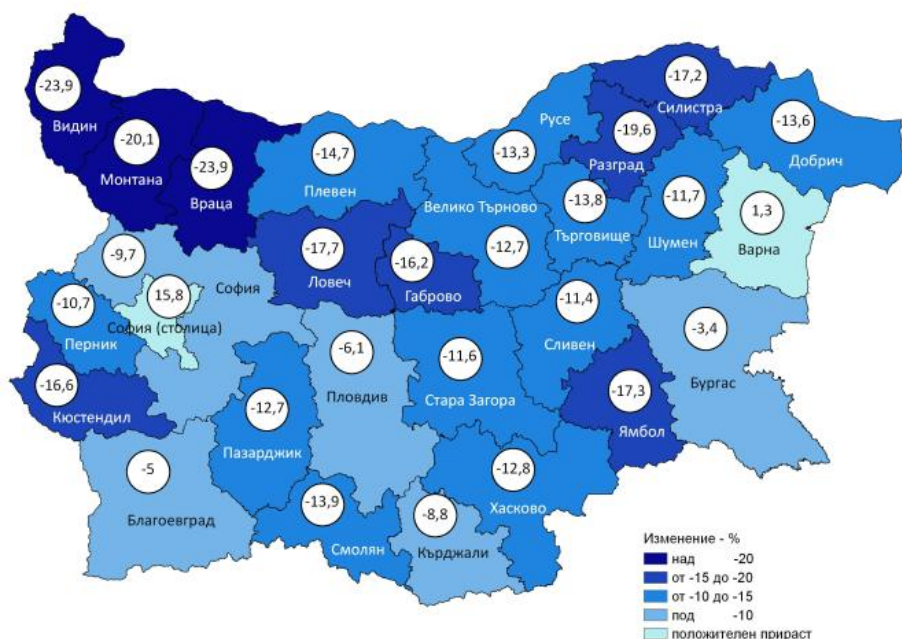 -23,9
Видин
-20,1
Монтана
-23,9
Враца
-14,7
Плевен
-13,3
Русе
-17,2
Силистра
-19,6
Разград
-13,6
Добрич
Велико Търново
-12,7
-13,8
Търговище
-11,7
Шумен
1,3
Варна
-9,7
София
15,8
София (столица)
-17,7
Ловеч
-16,2
Габрово
-10,7
Перник
-16,6
Кюстендил
-12,7
Пазарджик
-6,1
Пловдив
-11,6
Стара Загора
-11,4
Сливен
-3,4
Бургас
-17,3
Ямбол
-5
Благоевград
-13,9
Смолян
-8,8
Кърджали
-12,8
Хасково
Изменение - %
над -20
от -15 до -20
от -10 до -15
под -10
положителен прираст